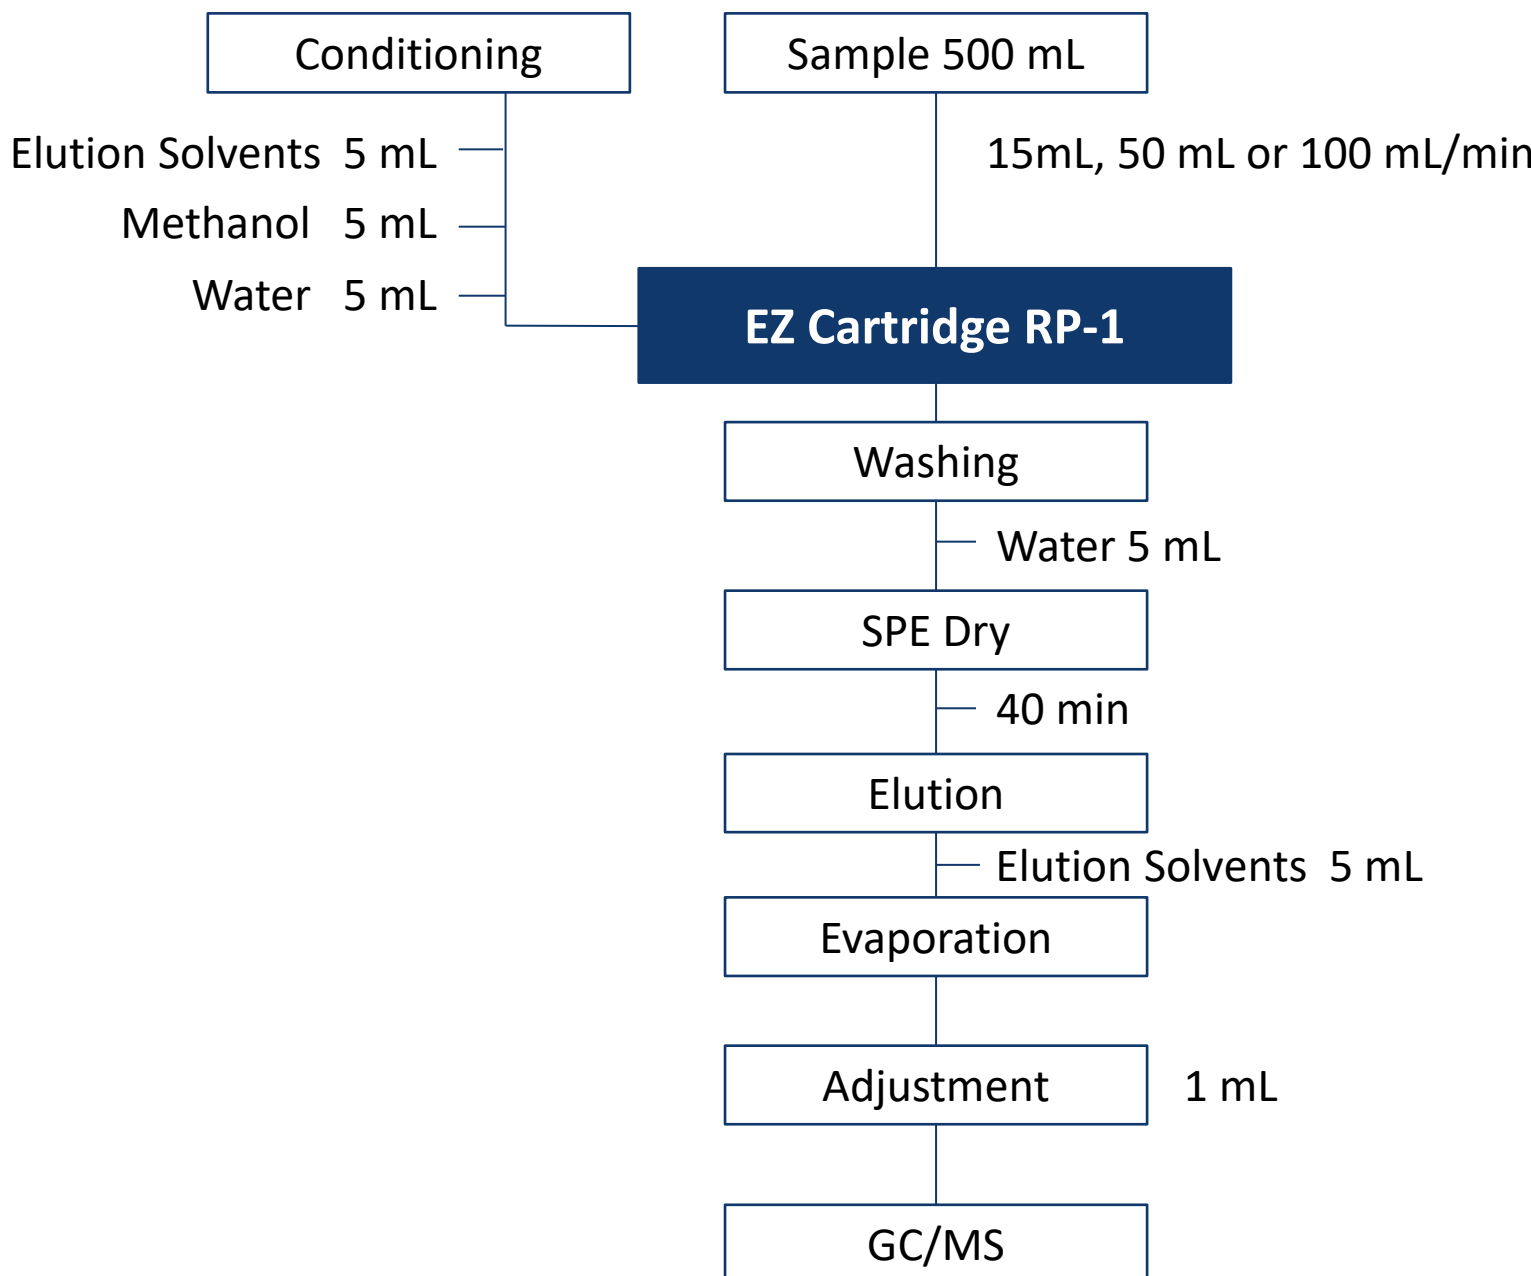 Conditioning
Sample 500 mL
Elution Solvents 5 mL
15mL, 50 mL or 100 mL/min
Methanol 5 mL
Water 5 mL
EZ Cartridge RP-1
Washing
Water 5 mL
SPE Dry
40 min
Elution
Elution Solvents 5 mL
Evaporation
Adjustment 1 mL
GC/MS